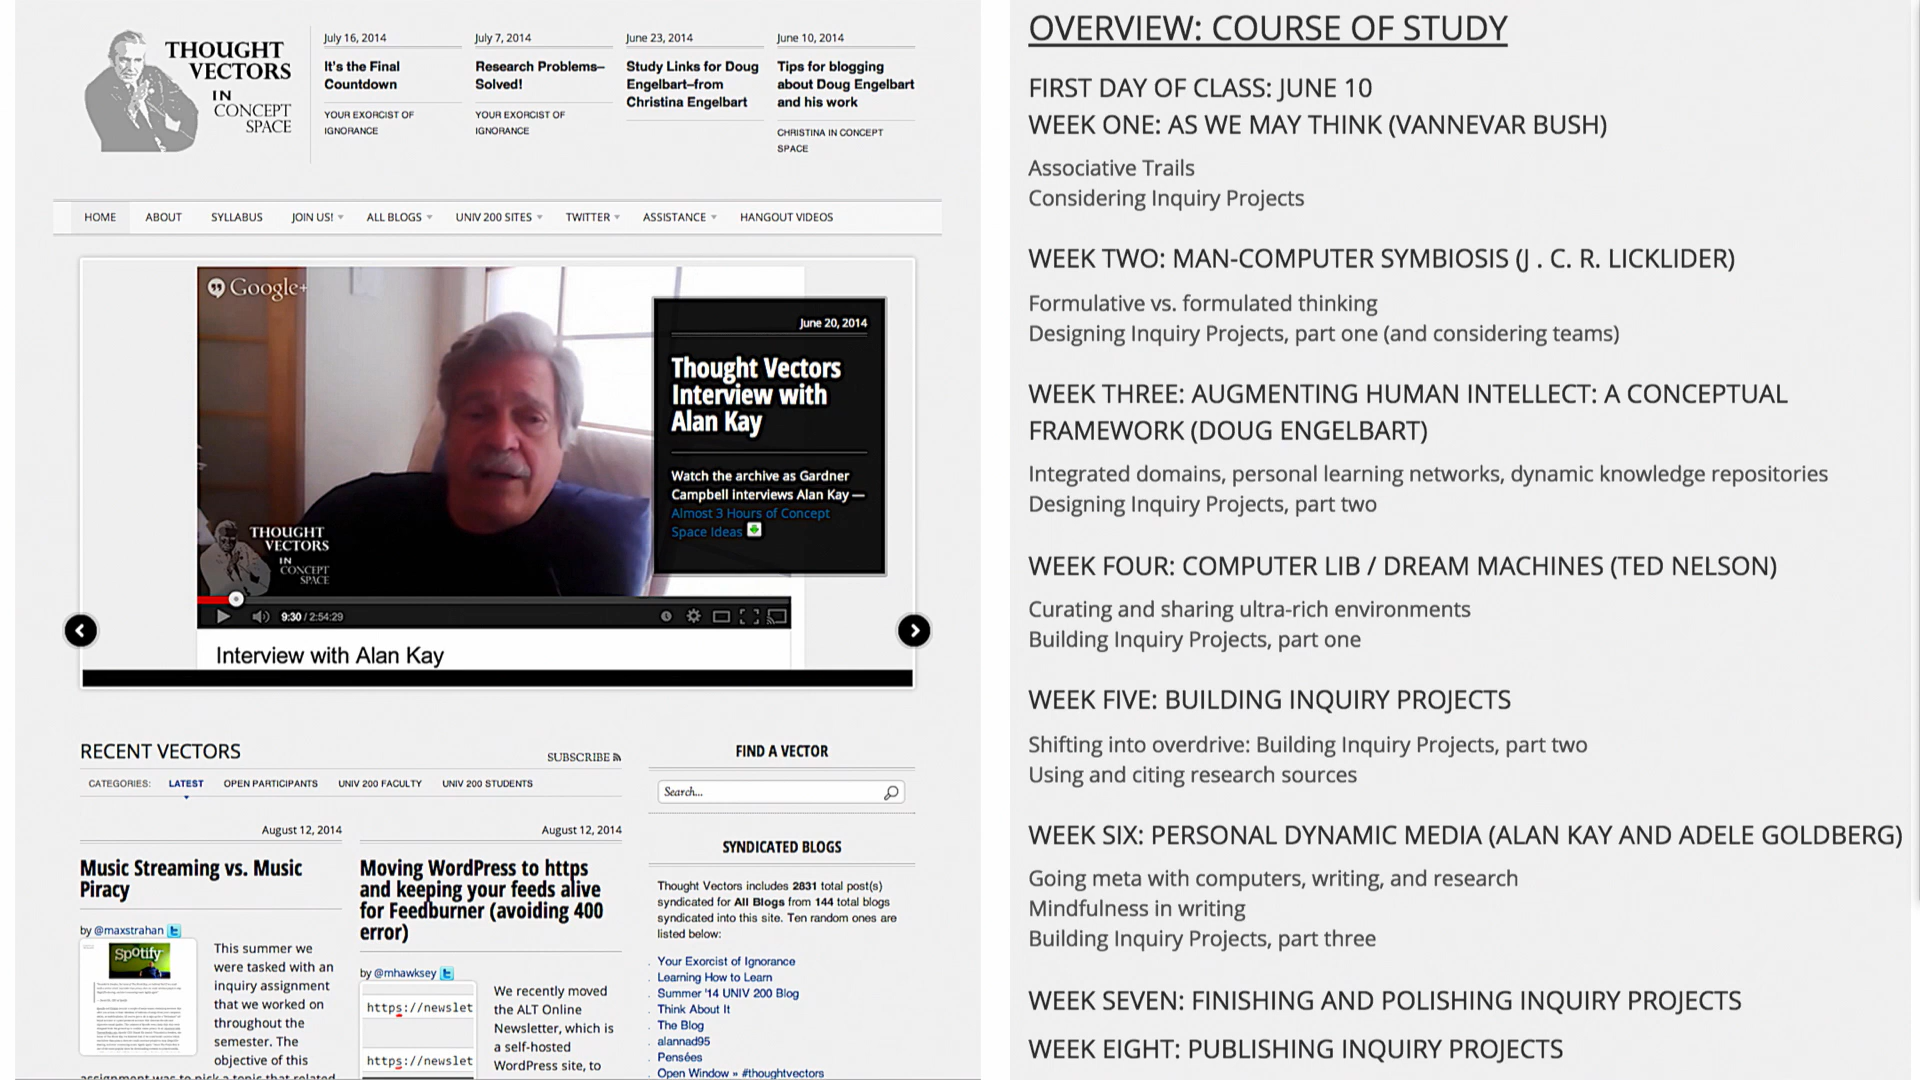 THOUGHT
VECTORS
IN
CONCEPT
SPACE
July 16, 2014
It's the Final
Countdown
YOUR EXORCIST OF
IGNORANCE
July 7, 2014
Research Problems–
Solved!
YOUR EXORCIST OF
IGNORANCE
June 23, 2014
Study Links for Doug
Engelbart–from
Christina Engelbart
June 10, 2014
Tips for blogging
about Doug Engelbart
and his work
CHRISTINA IN CONCEPT
SPACE
HOME ABOUT SYLLABUS JOIN US! ALL BLOGS UNIV 200 SITES TWITTER ASSISTANCE HANGOUT VIDEOS
Google+
June 20, 2014
Thought Vectors
Interview with
Alan Kay
Watch the archive as Gardner
Campbell interviews Alan Kay —
Almost 3 Hours of Concept
Space Ideas
THOUGHT
VECTORS
IN
CONCEPT
SPACE
9:30 / 2:54:29
Interview with Alan Kay
RECENT VECTORS
SUBSCRIBE
CATEGORIES: LATEST OPEN PARTICIPANTS UNIV 200 FACULTY UNIV 200 STUDENTS
August 12, 2014
Music Streaming vs. Music
Piracy
by @maxstrahan
Spotify
This summer we
were tasked with an
inquiry assignment
that we worked on
throughout the
semester. The
objective of this
assignment was to pick a topic that related
August 12, 2014
Moving WordPress to https
and keeping your feeds alive
for Feedburner (avoiding 400
error)
by @mhawksey
https://newslet
https://newslet
We recently moved
the ALT Online
Newsletter, which is
a self-hosted
WordPress site, to
FIND A VECTOR
Search...
SYNDICATED BLOGS
Thought Vectors includes 2831 total post(s)
syndicated for All Blogs from 144 total blogs
syndicated into this site. Ten random ones are
listed below:
Your Exorcist of Ignorance
Learning How to Learn
Summer '14 UNIV 200 Blog
Think About It
The Blog
alannad95
Pensées
Open Window » #thoughtvectors
OVERVIEW: COURSE OF STUDY
FIRST DAY OF CLASS: JUNE 10
WEEK ONE: AS WE MAY THINK (VANNEVAR BUSH)
Associative Trails
Considering Inquiry Projects
WEEK TWO: MAN-COMPUTER SYMBIOSIS (J . C. R. LICKLIDER)
Formulative vs. formulated thinking
Designing Inquiry Projects, part one (and considering teams)
WEEK THREE: AUGMENTING HUMAN INTELLECT: A CONCEPTUAL
FRAMEWORK (DOUG ENGELBART)
Integrated domains, personal learning networks, dynamic knowledge repositories
Designing Inquiry Projects, part two
WEEK FOUR: COMPUTER LIB / DREAM MACHINES (TED NELSON)
Curating and sharing ultra-rich environments
Building Inquiry Projects, part one
WEEK FIVE: BUILDING INQUIRY PROJECTS
Shifting into overdrive: Building Inquiry Projects, part two
Using and citing research sources
WEEK SIX: PERSONAL DYNAMIC MEDIA (ALAN KAY AND ADELE GOLDBERG)
Going meta with computers, writing, and research
Mindfulness in writing
Building Inquiry Projects, part three
WEEK SEVEN: FINISHING AND POLISHING INQUIRY PROJECTS
WEEK EIGHT: PUBLISHING INQUIRY PROJECTS